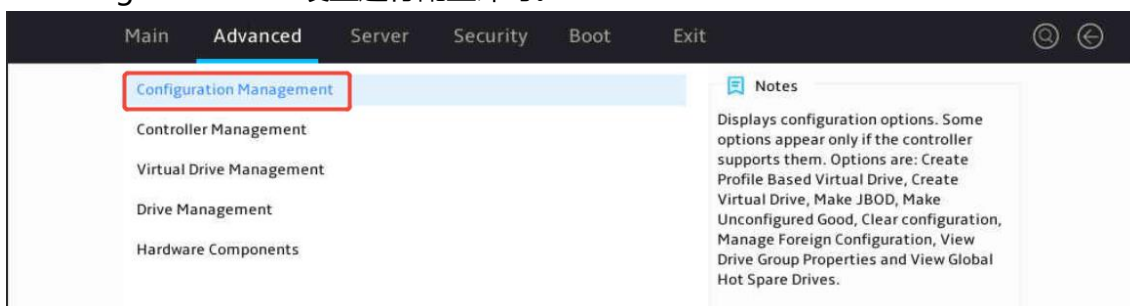 Main Advanced Server Security Boot Exit
Configuration Management
Controller Management
Virtual Drive Management
Drive Management
Hardware Components
Notes
Displays configuration options. Some
options appear only if the controller
supports them. Options are: Create
Profile Based Virtual Drive, Create
Virtual Drive, Make JBOD, Make
Unconfigured Good, Clear configuration,
Manage Foreign Configuration, View
Drive Group Properties and View Global
Hot Spare Drives.